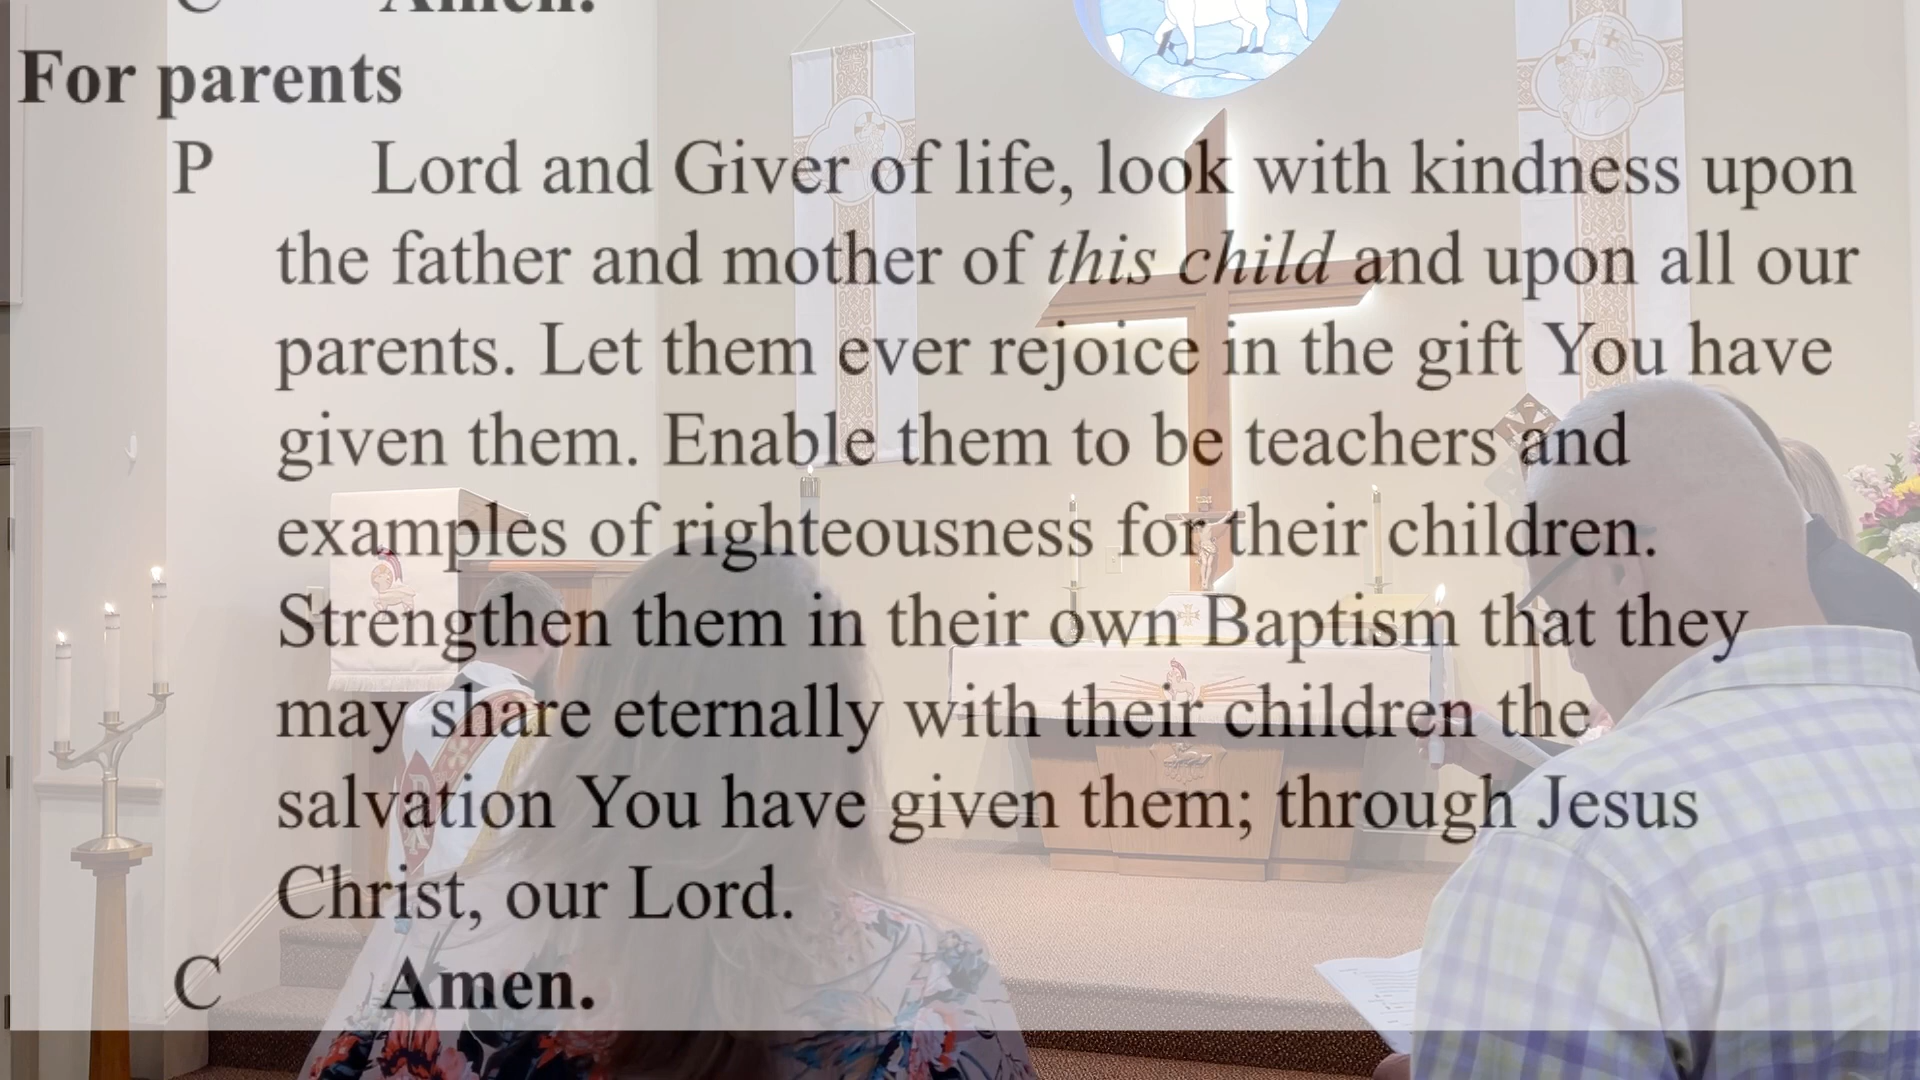 C Amen.
For parents
P Lord and Giver of life, look with kindness upon
the father and mother of this child and upon all our
parents. Let them ever rejoice in the gift You have
given them. Enable them to be teachers and
examples of righteousness for their children.
Strengthen them in their own Baptism that they
may share eternally with their children the
salvation You have given them; through Jesus
Christ, our Lord.
C Amen.